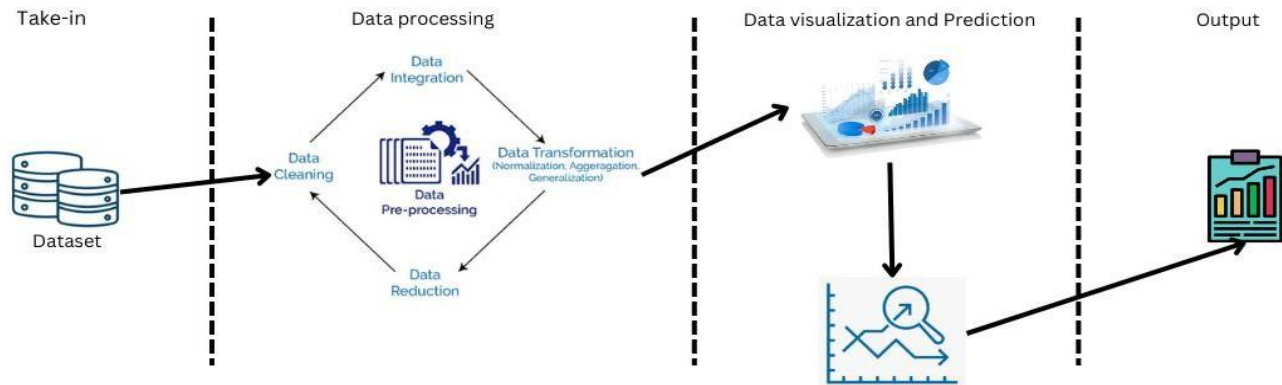 Take-in
Data processing
Data visualization and Prediction
Output
Data
Integration
Data
Cleaning
Data Transformation
(Normalization, Aggeragation,
Generalization)
Data
Pre-processing
Data
Reduction
Dataset